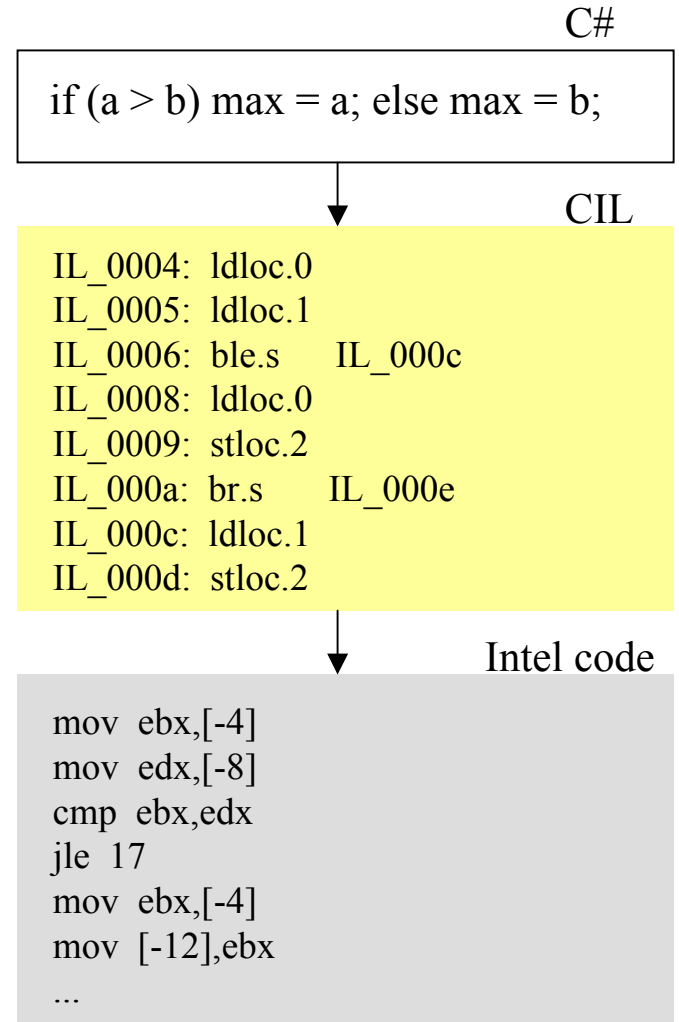 C#
if (a > b) max = a; else max = b;
CIL
IL_0004: ldloc.0
IL_0005: ldloc.1
IL_0006: ble.s IL_000c
IL_0008: ldloc.0
IL_0009: stloc.2
IL_000a: br.s IL_000e
IL_000c: ldloc.1
IL_000d: stloc.2
Intel code
mov ebx,[-4]
mov edx,[-8]
cmp ebx,edx
jle 17
mov ebx,[-4]
mov [-12],ebx
...